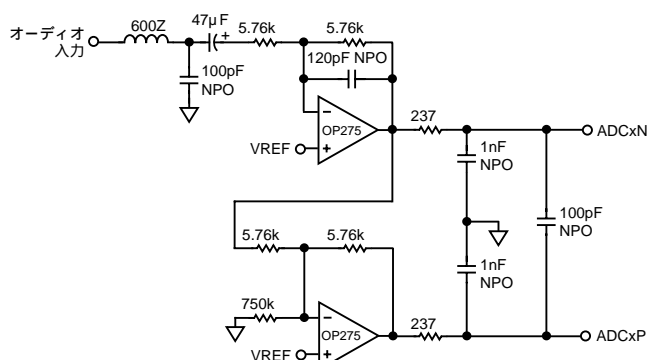 オーディオ
入力
600Z
47µF
+
5.76k
5.76k
100pF
NPO
120pF NPO
−
OP275
+
VREF
237
ADCxN
1nF
NPO
100pF
NPO
1nF
NPO
5.76k
5.76k
750k
−
OP275
+
VREF
237
ADCxP